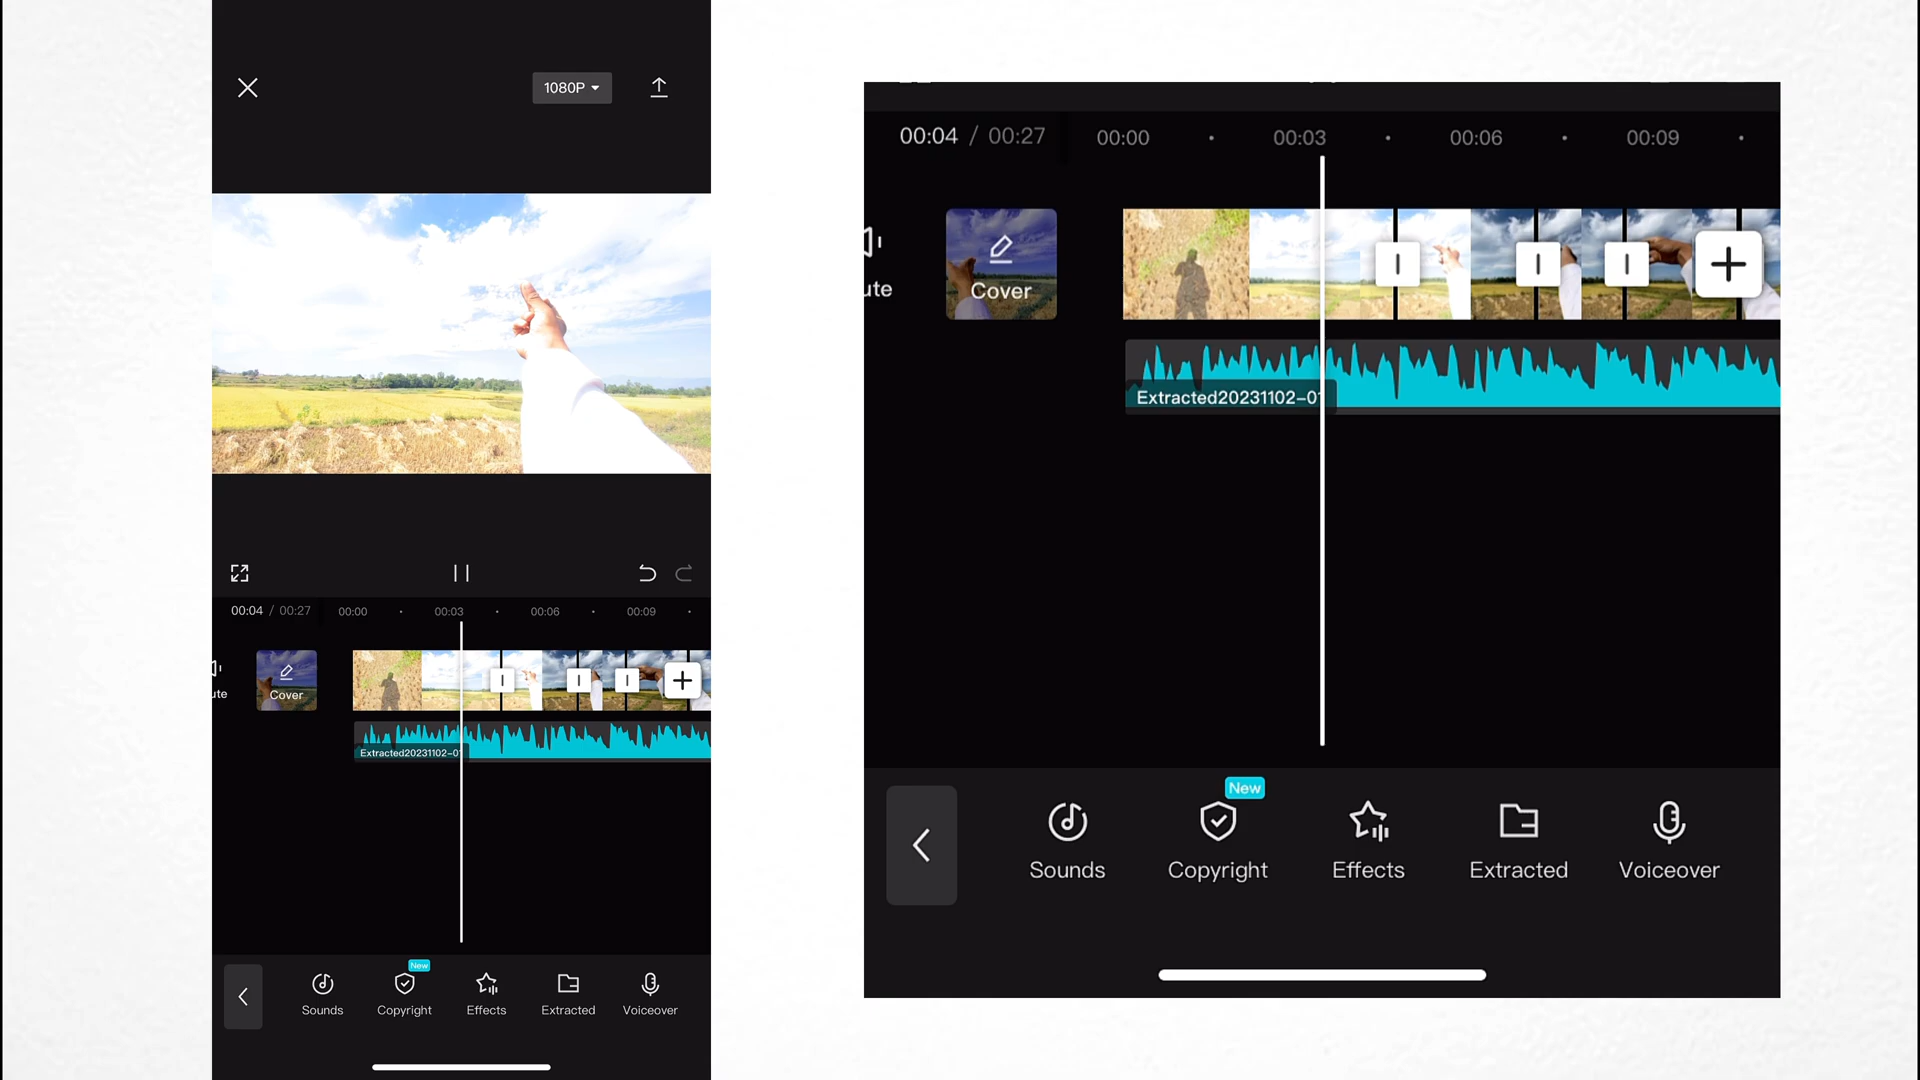 1080P
00:04 / 00:27 00:00 00:03 00:06 00:09
ute
Cover
Extracted20231102-01
New
Sounds Copyright Effects Extracted Voiceover
00:04 / 00:27 00:00 00:03 00:06 00:09
ute
Cover
Extracted20231102-01
New
Sounds Copyright Effects Extracted Voiceover